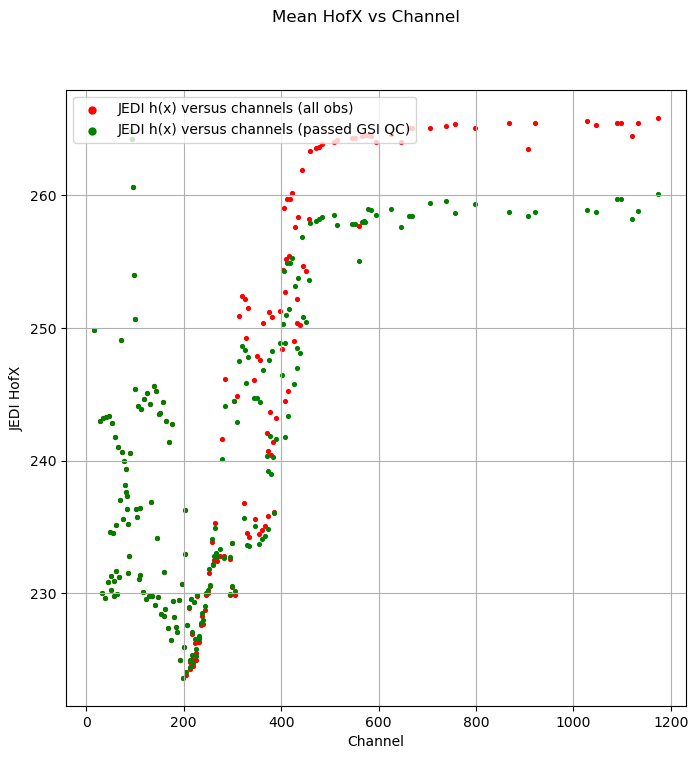 Mean HofX vs Channel
JEDI h(x) versus channels (all obs)
JEDI h(x) versus channels (passed GSI QC)
260
250
240
230
JEDI HofX
0 200 400 600 800 1000 1200
Channel